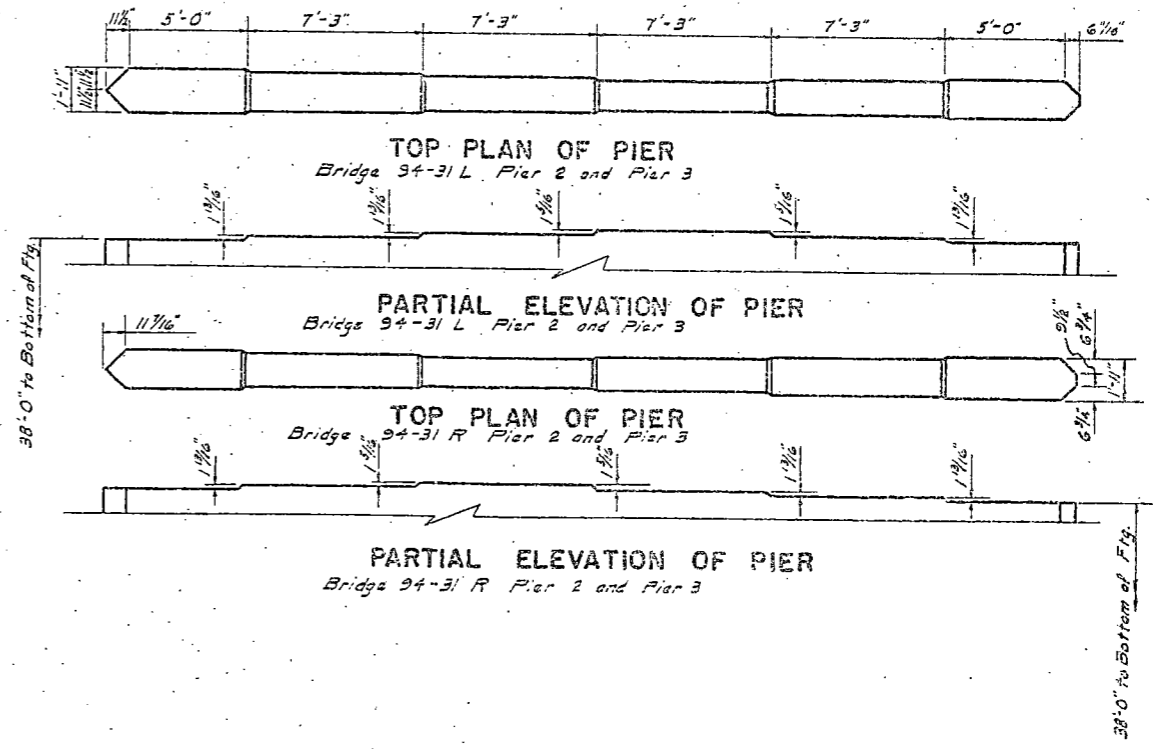 11½" 5'-0" 7'-3" 7'-3" 7'-3" 7'-3" 5'-0" 6 11/16"
1'-11"
11½" 11½"
TOP PLAN OF PIER
Bridge 94-31 L Pier 2 and Pier 3
1 13/16" 1 13/16" 1 5/16" 1 5/16" 1 13/16"
38'-0" to Bottom of Ftg.
PARTIAL ELEVATION OF PIER
Bridge 94-31 L Pier 2 and Pier 3
11 7/16"
9½" 6 3/4"
1'-11"
6 3/4"
TOP PLAN OF PIER
Bridge 94-31 R Pier 2 and Pier 3
1 13/16" 1 5/16" 1 5/16" 1 13/16" 1 13/16"
PARTIAL ELEVATION OF PIER
Bridge 94-31 R Pier 2 and Pier 3
38'-0" to Bottom of Ftg.